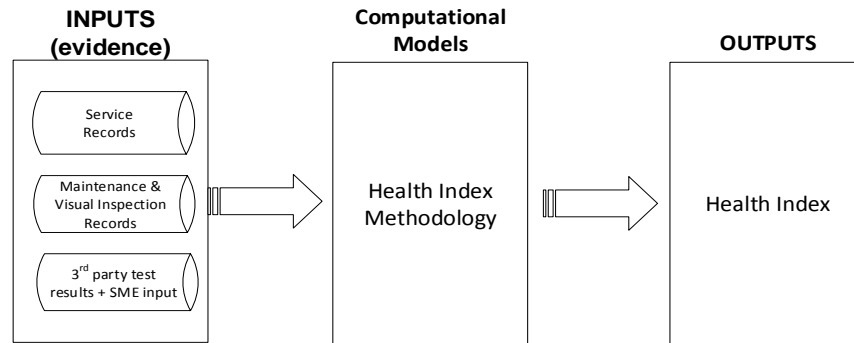 INPUTS
(evidence)
Service
Records
Maintenance &
Visual Inspection
Records
3rd party test
results + SME input
Computational
Models
Health Index
Methodology
OUTPUTS
Health Index